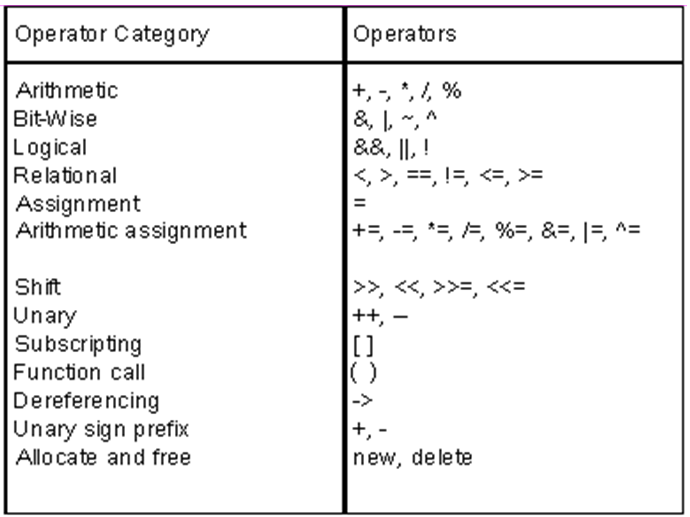 Operator Category Operators
Arithmetic +, -, *, /, %
Bit-Wise &, |, ~, ^
Logical &&, ||, !
Relational <, >, ==, !=, <=, >=
Assignment =
Arithmetic assignment +=, -=, *=, /=, %=, &=, |=, ^=
Shift >>, <<, >>=, <<=
Unary ++, –
Subscripting [ ]
Function call ( )
Dereferencing ->
Unary sign prefix +, -
Allocate and free new, delete